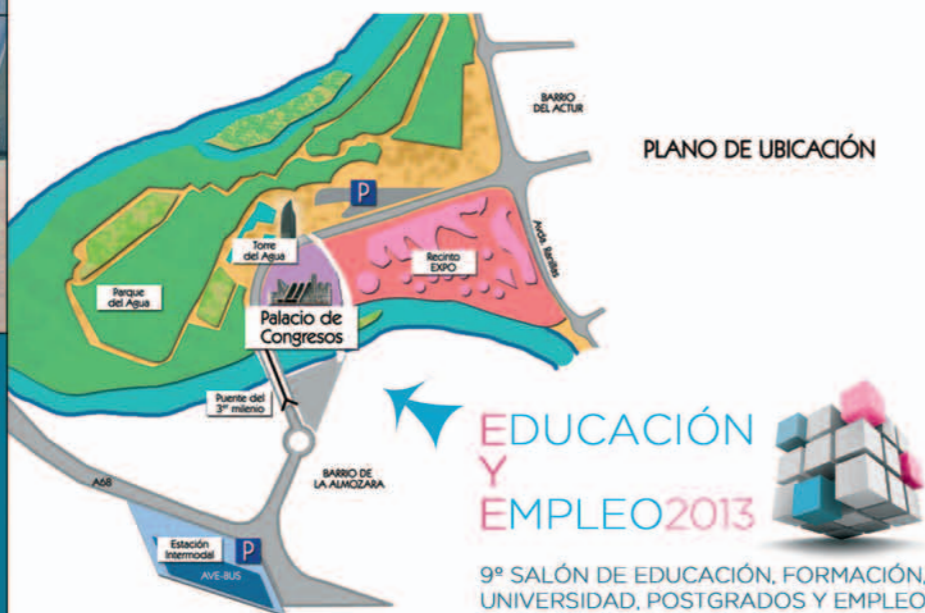 BARRIO
DEL ACTUR
PLANO DE UBICACIÓN
P
Avda. Ranillas
Torre
del Agua
Recinto
EXPO
Parque
del Agua
Palacio de
Congresos
Puente del
3er milenio
A68
BARRIO DE
LA ALMOZARA
Estación
Intermodal
P
AVE-BUS
EDUCACIÓN
Y
EMPLEO2013
9º SALÓN DE EDUCACIÓN, FORMACIÓN,
UNIVERSIDAD, POSTGRADOS Y EMPLEO